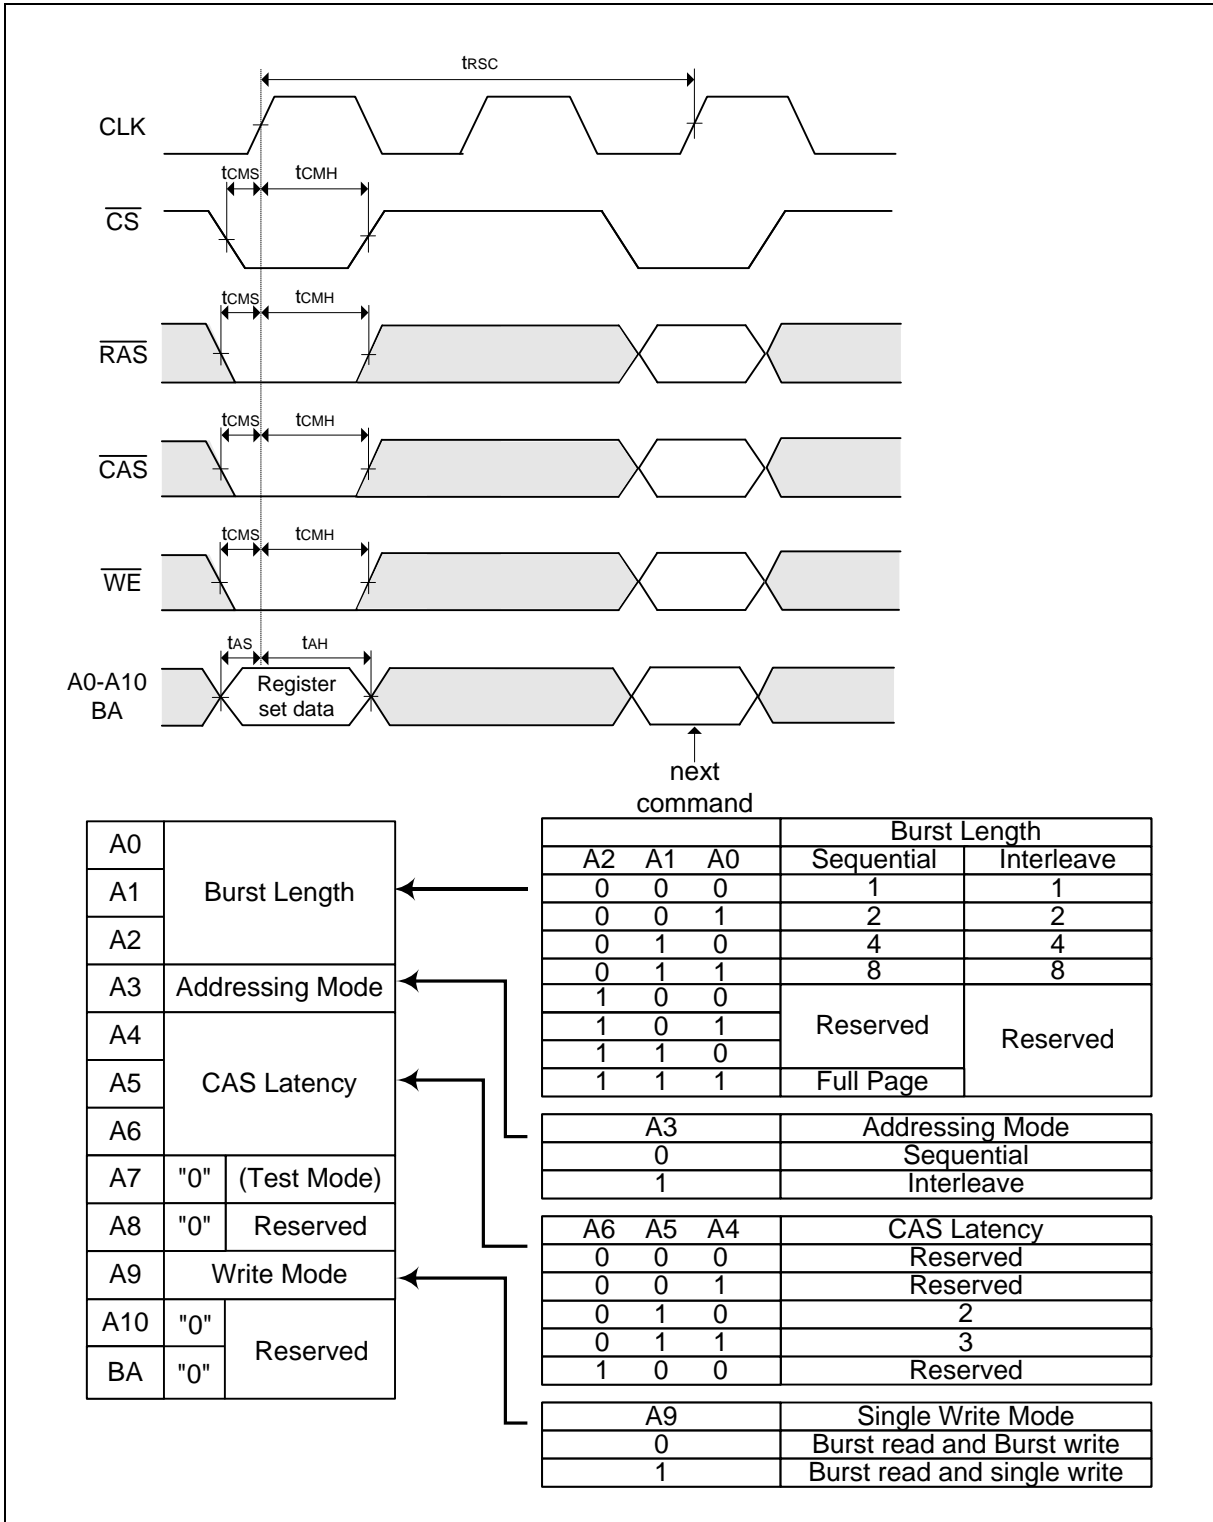 tRSC
CLK
tCMS tCMH
CS
tCMS tCMH
RAS
tCMS tCMH
CAS
tCMS tCMH
WE
tAS tAH
A0-A10
BA
Register
set data
next
command
A0
A1
A2
Burst Length
A3 Addressing Mode
A4
A5
A6
CAS Latency
A7 "0" (Test Mode)
A8 "0" Reserved
A9 Write Mode
A10 "0"
BA "0"
Reserved
Burst Length
A2 A1 A0 Sequential Interleave
0 0 0 1 1
0 0 1 2 2
0 1 0 4 4
0 1 1 8 8
1 0 0
1 0 1 Reserved Reserved
1 1 0
1 1 1 Full Page
A3 Addressing Mode
0 Sequential
1 Interleave
A6 A5 A4 CAS Latency
0 0 0 Reserved
0 0 1 Reserved
0 1 0 2
0 1 1 3
1 0 0 Reserved
A9 Single Write Mode
0 Burst read and Burst write
1 Burst read and single write